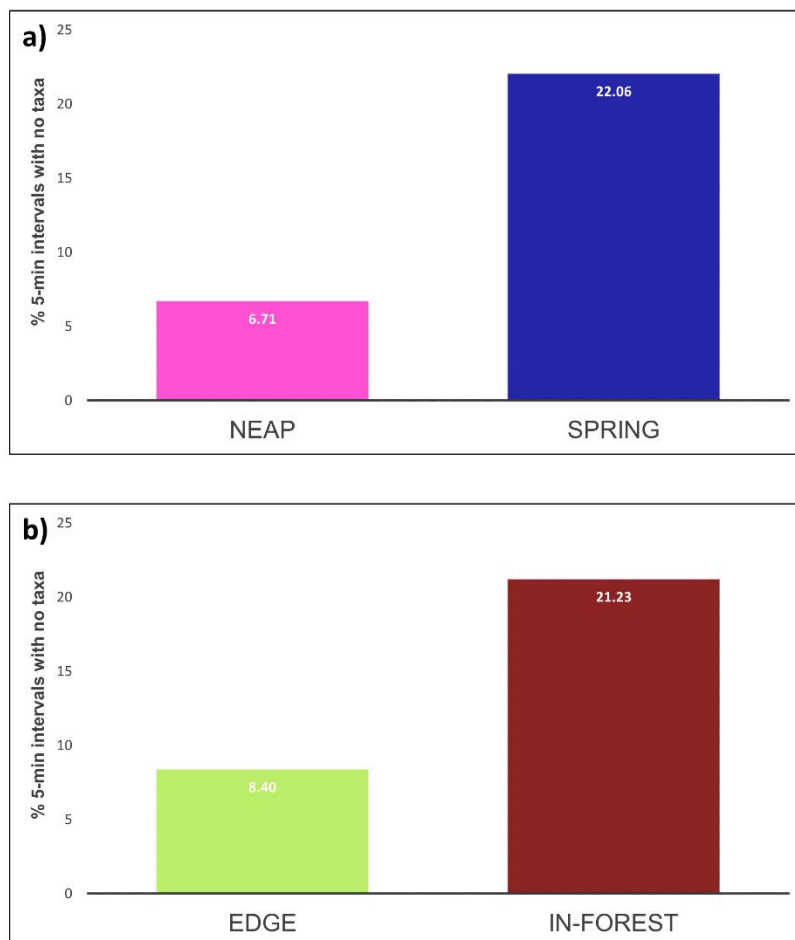 a)
% 5-min intervals with no taxa
25
20
15
10
5
0
6.71
22.06
NEAP
SPRING
b)
% 5-min intervals with no taxa
25
20
15
10
5
0
8.40
21.23
EDGE
IN-FOREST